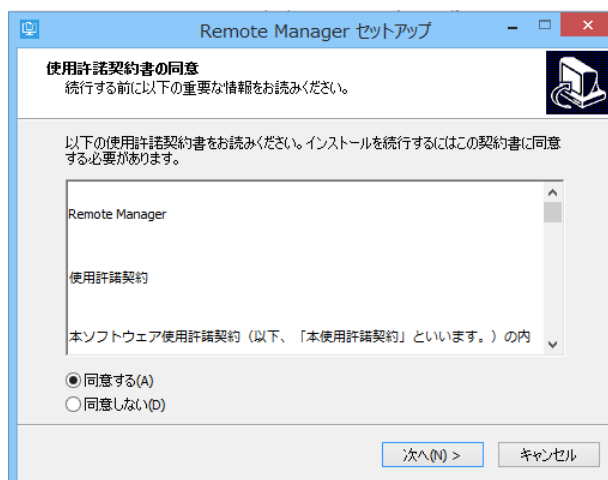 Remote Manager セットアップ
使用許諾契約書の同意
続行する前に以下の重要な情報をお読みください。
以下の使用許諾契約書をお読みください。インストールを続行するにはこの契約書に同意
する必要があります。
Remote Manager
使用許諾契約
本ソフトウェア使用許諾契約（以下、「本使用許諾契約」といいます。）の内
同意する(A)
同意しない(D)
次へ(N) >
キャンセル